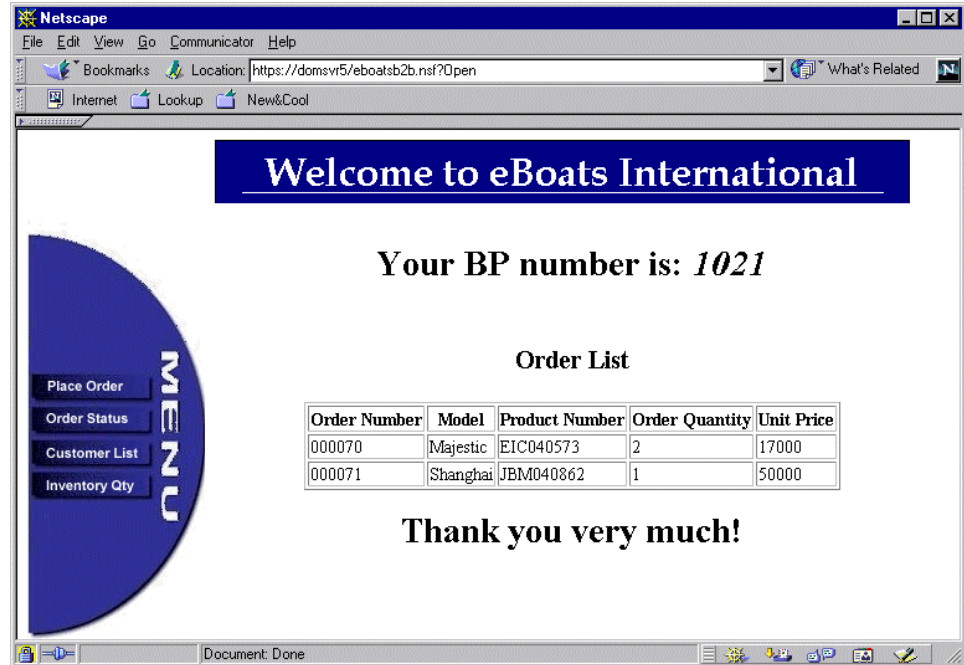 Netscape
File Edit View Go Communicator Help
Bookmarks Location: https://domsvr5/eboatsb2b.nsf?Open What's Related N
Internet Lookup New&Cool
Welcome to eBoats International
Your BP number is: 1021
MENU
Place Order
Order Status
Customer List
Inventory Qty
Order List
Order Number Model Product Number Order Quantity Unit Price
000070 Majestic EIC040573 2 17000
000071 Shanghai JBM040862 1 50000
Thank you very much!
Document: Done